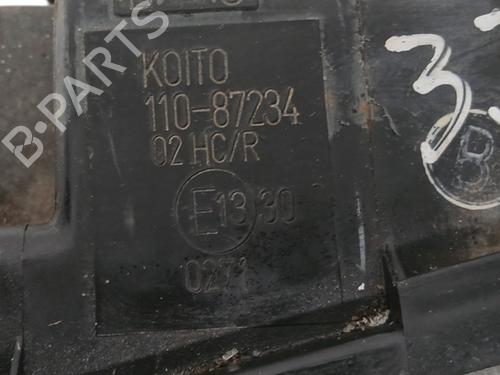 KOITO
110-87234
02 HC/R
E13 30
0271
B-PARTS
3.
B